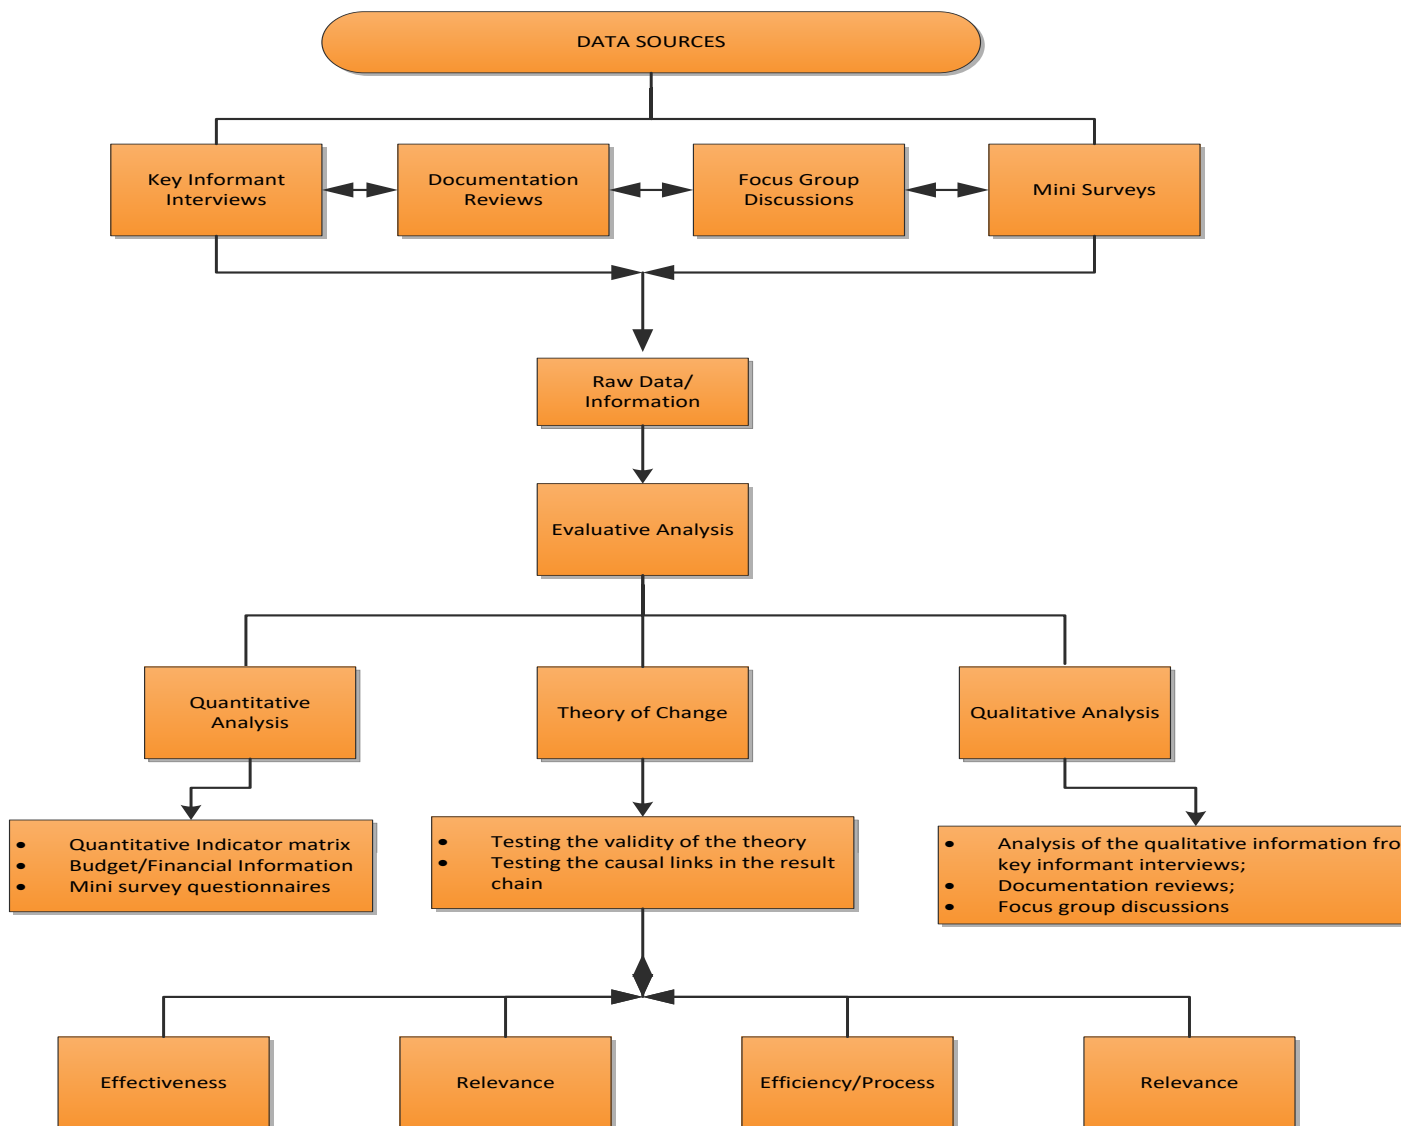 DATA SOURCES
Key Informant
Interviews
Documentation
Reviews
Focus Group
Discussions
Mini Surveys
Raw Data/
Information
Evaluative Analysis
Quantitative
Analysis
Theory of Change
Qualitative Analysis
• Quantitative Indicator matrix
• Budget/Financial Information
• Mini survey questionnaires
• Testing the validity of the theory
• Testing the causal links in the result
chain
• Analysis of the qualitative information fro
key informant interviews;
• Documentation reviews;
• Focus group discussions
Effectiveness
Relevance
Efficiency/Process
Relevance